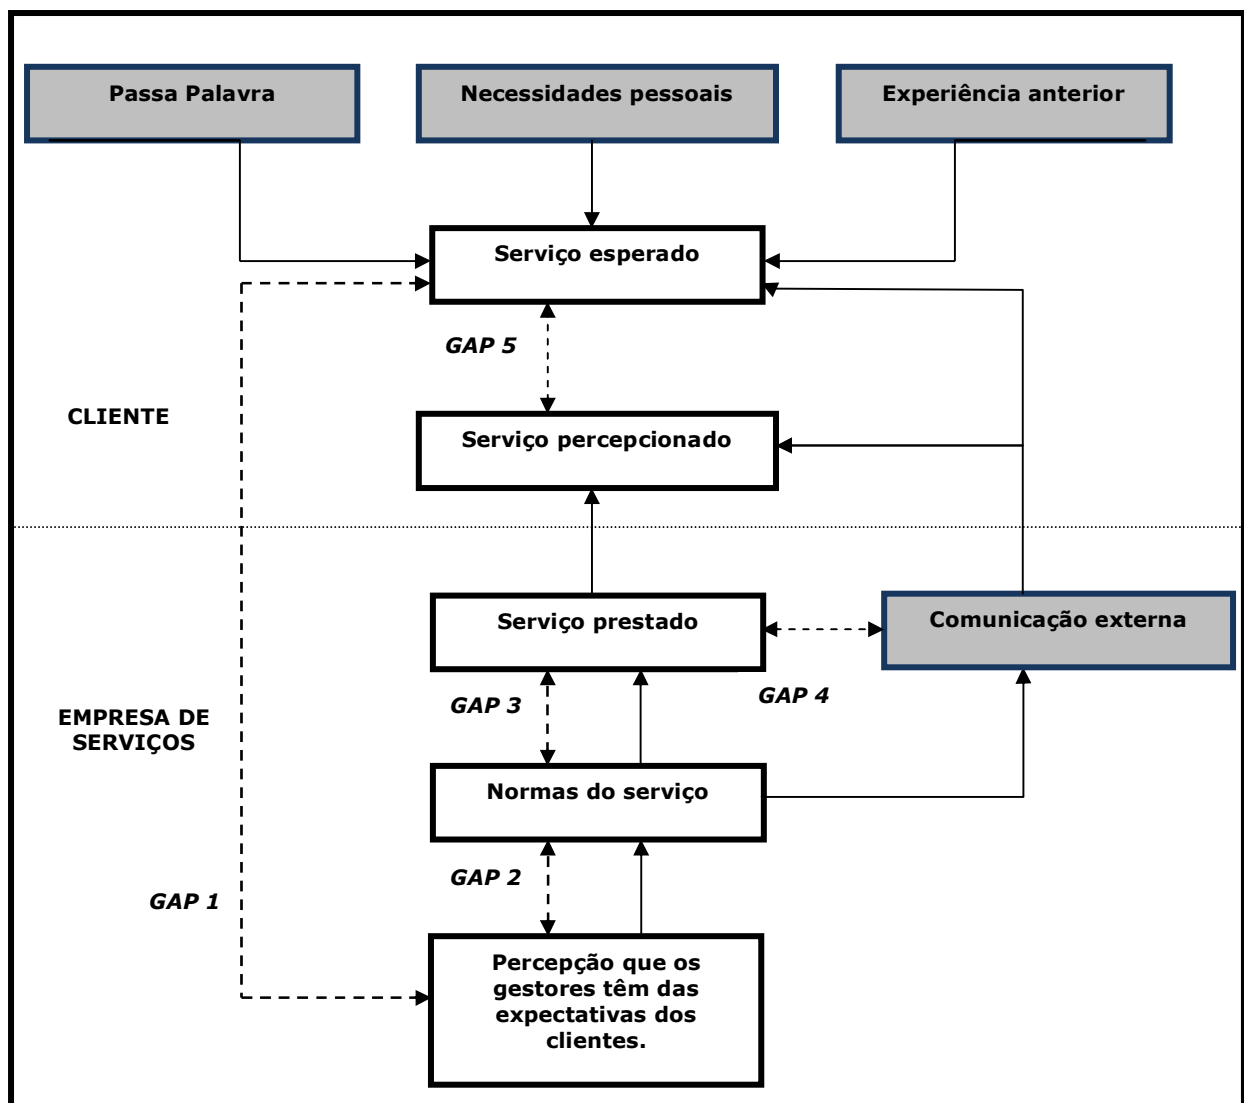 Passa Palavra
Necessidades pessoais
Experiência anterior
Serviço esperado
GAP 5
CLIENTE
Serviço percepcionado
Serviço prestado
Comunicação externa
GAP 3
GAP 4
EMPRESA DE
SERVIÇOS
Normas do serviço
GAP 2
GAP 1
Percepção que os
gestores têm das
expectativas dos
clientes.